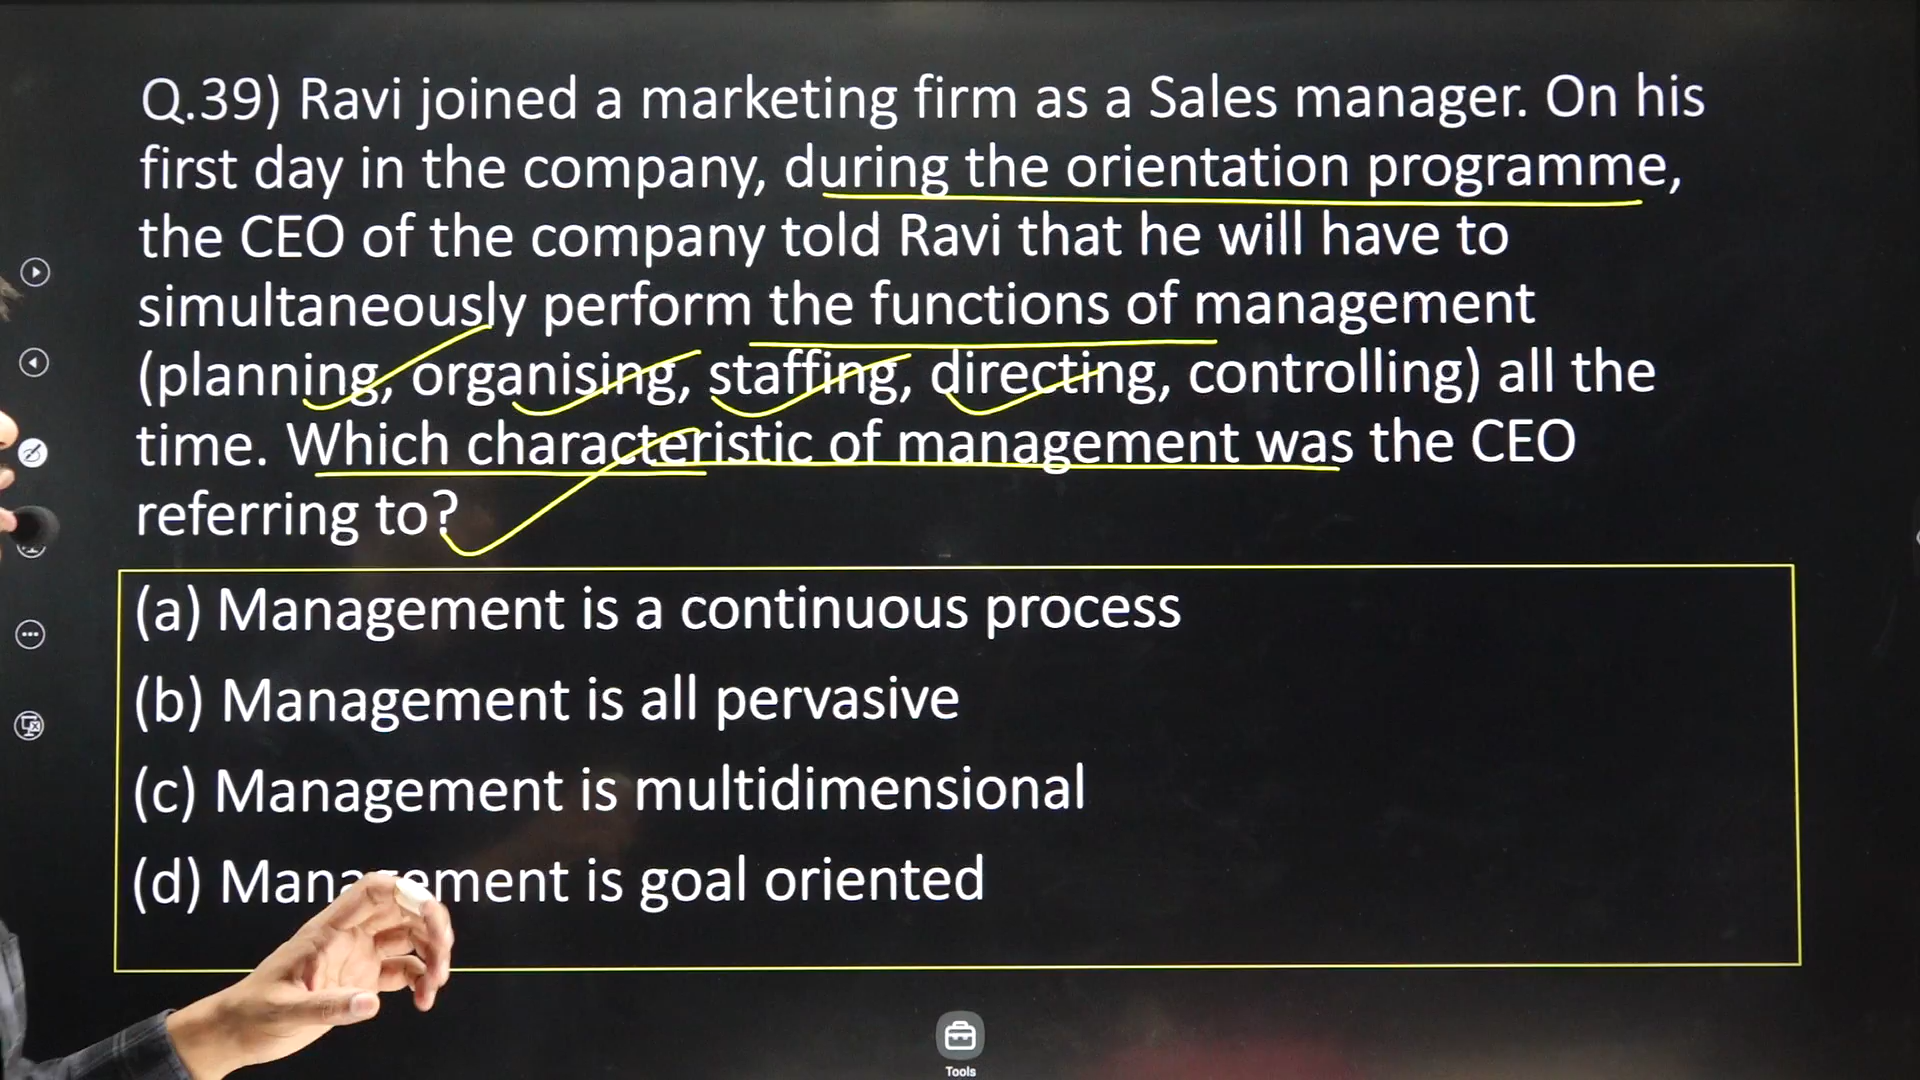 Q.39) Ravi joined a marketing firm as a Sales manager. On his
first day in the company, during the orientation programme,
the CEO of the company told Ravi that he will have to
simultaneously perform the functions of management
(planning, organising, staffing, directing, controlling) all the
time. Which characteristic of management was the CEO
referring to?
(a) Management is a continuous process
(b) Management is all pervasive
(c) Management is multidimensional
(d) Management is goal oriented
Tools